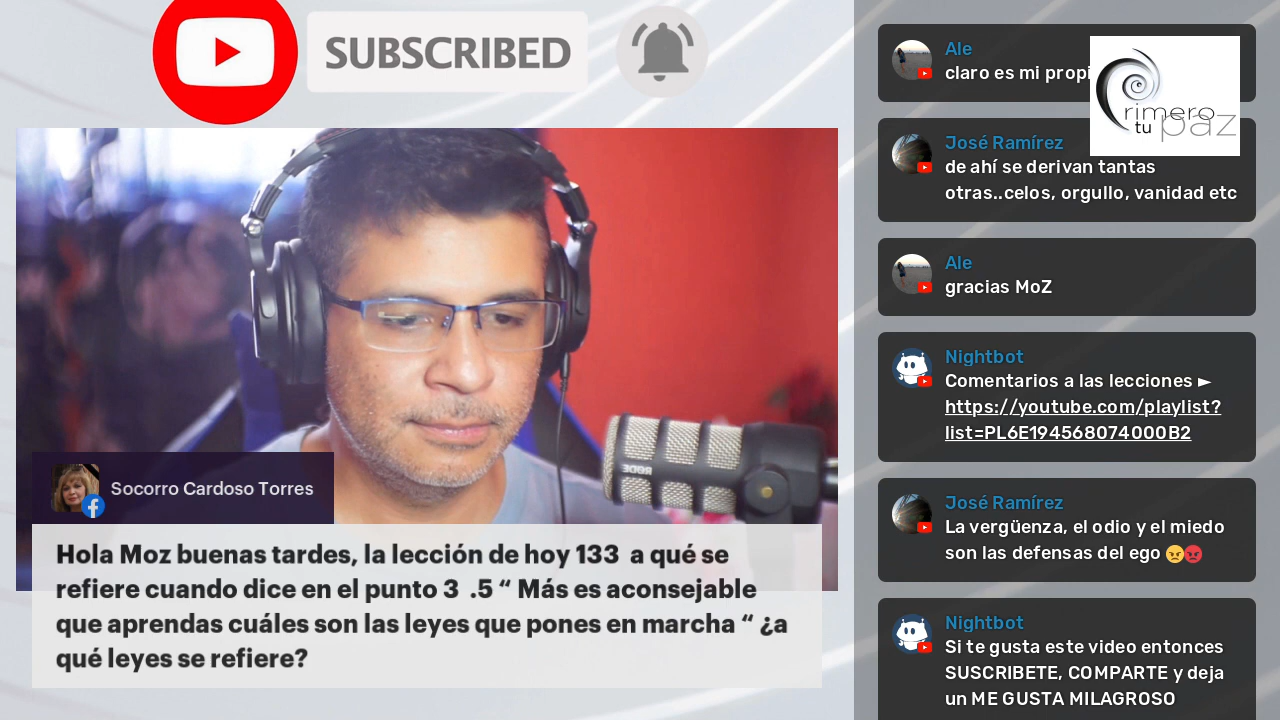 SUBSCRIBED
RØDE
Socorro Cardoso Torres
Hola Moz buenas tardes, la lección de hoy 133 a qué se
refiere cuando dice en el punto 3 .5 “ Más es aconsejable
que aprendas cuáles son las leyes que pones en marcha “ ¿a
qué leyes se refiere?
Ale
claro es mi propi
rimero
tu paz
José Ramírez
de ahí se derivan tantas
otras..celos, orgullo, vanidad etc
Ale
gracias MoZ
Nightbot
Comentarios a las lecciones ►
https://youtube.com/playlist?
list=PL6E194568074000B2
José Ramírez
La vergüenza, el odio y el miedo
son las defensas del ego 😠😡
Nightbot
Si te gusta este video entonces
SUSCRIBETE, COMPARTE y deja
un ME GUSTA MILAGROSO